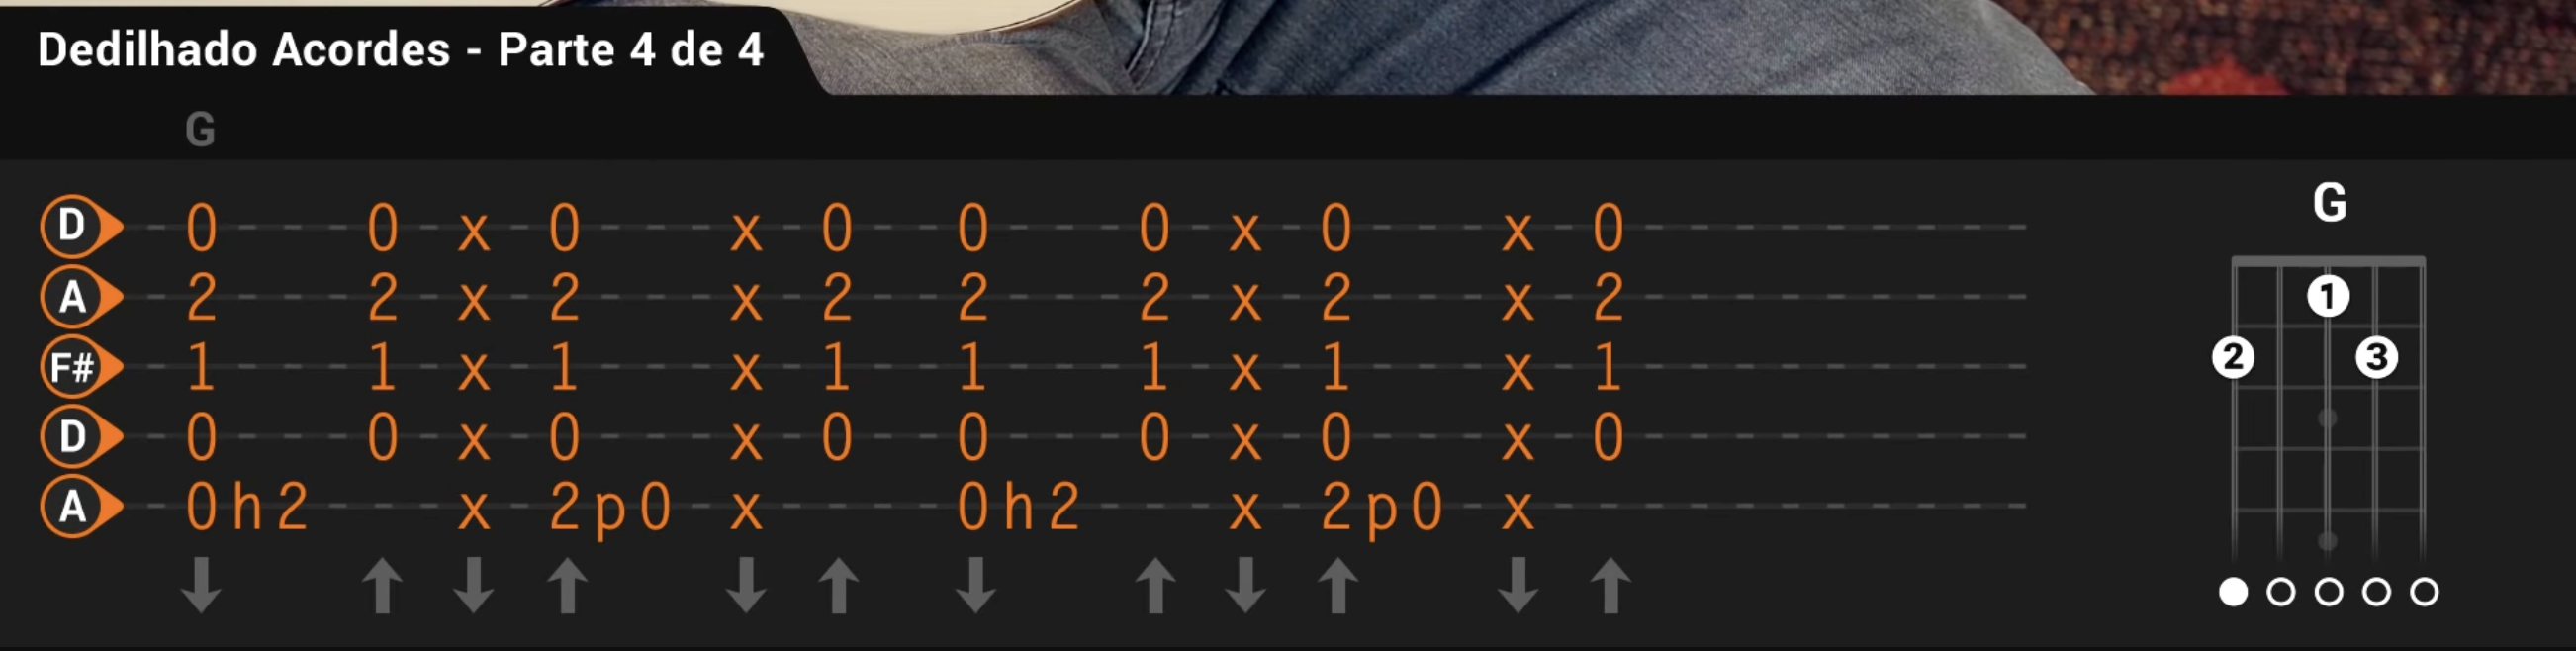 Dedilhado Acordes - Parte 4 de 4
G
D 0 0 x 0 x 0 0 0 x 0 x 0
A 2 2 x 2 x 2 2 2 x 2 x 2
F# 1 1 x 1 x 1 1 1 x 1 x 1
D 0 0 x 0 x 0 0 0 x 0 x 0
A 0h2 x 2p0 x 0h2 x 2p0 x
G
1
2 3